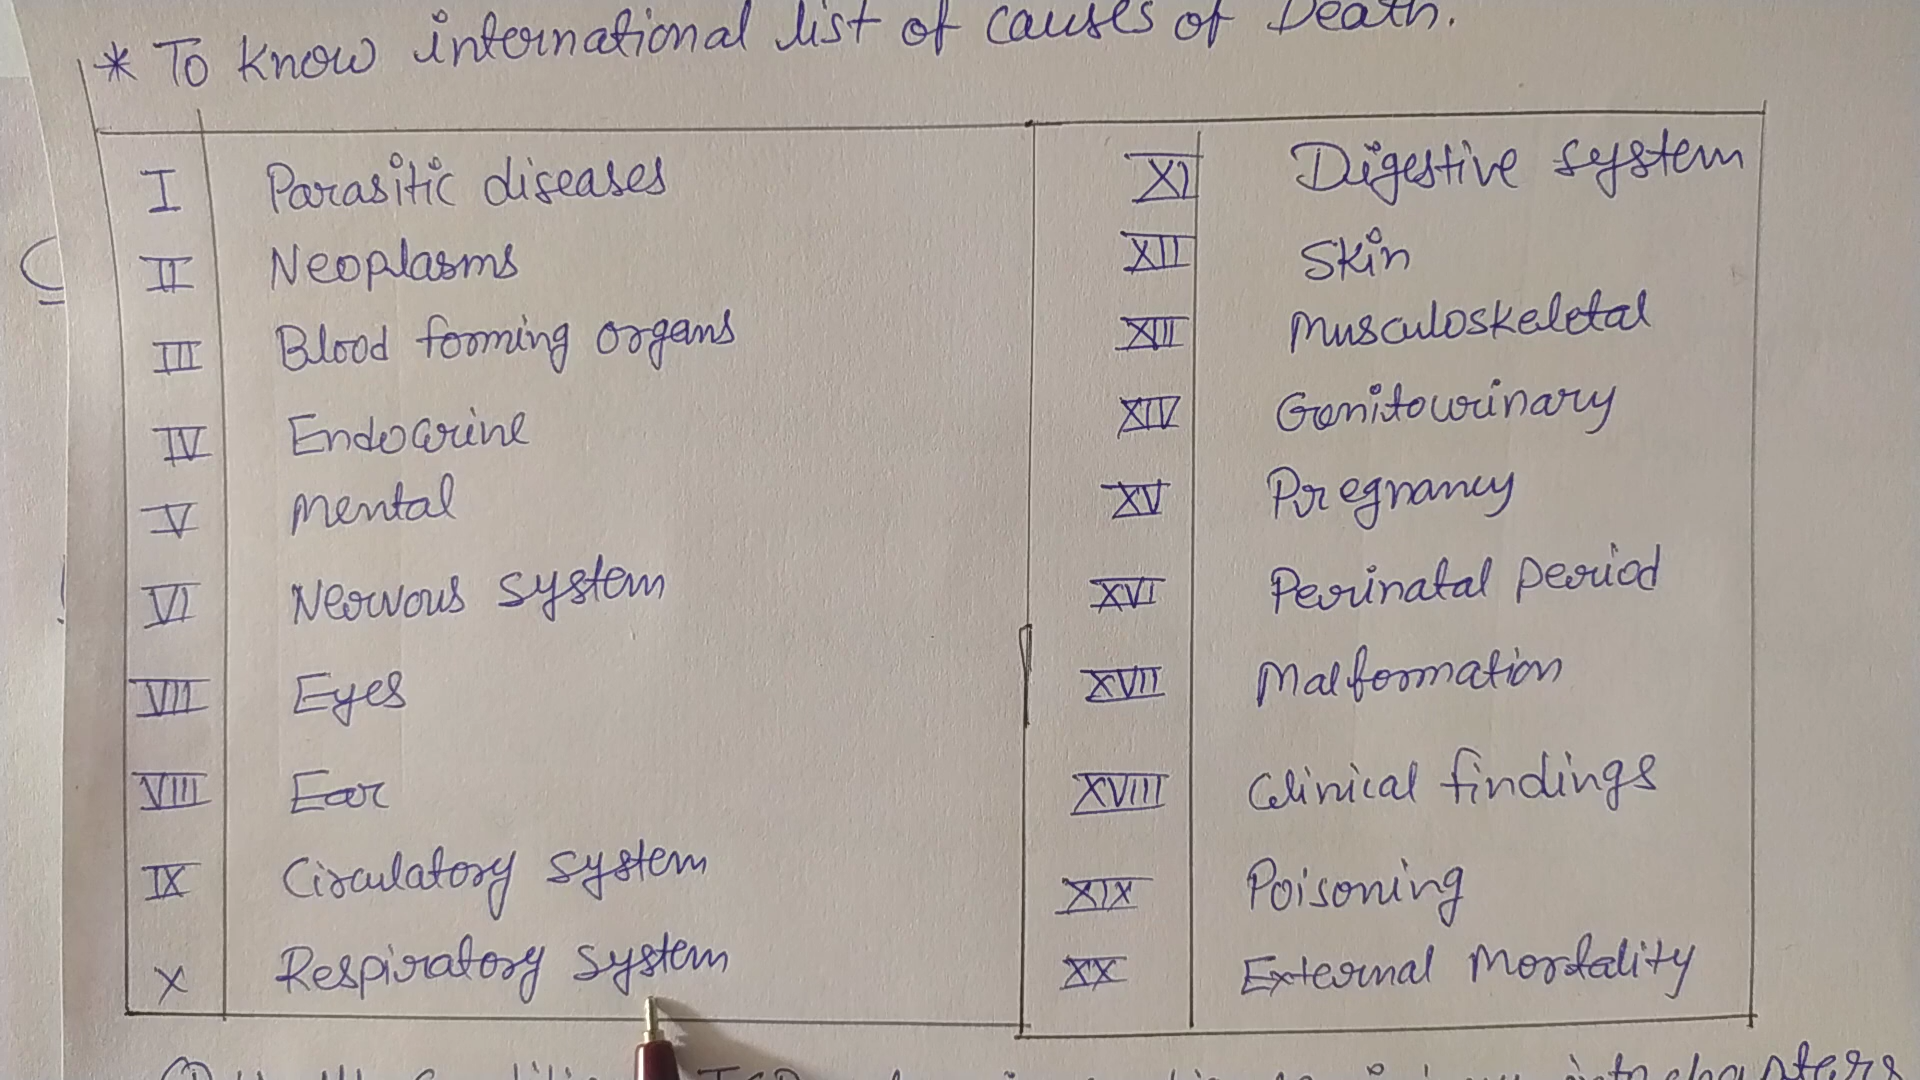 * To know international list of causes of Death.
I Parasitic diseases
II Neoplasms
III Blood forming organs
IV Endocrine
V Mental
VI Nervous system
VII Eyes
VIII Ear
IX Circulatory system
X Respiratory system
XI Digestive system
XII Skin
XIII Musculoskeletal
XIV Genitourinary
XV Pregnancy
XVI Perinatal period
XVII Malformation
XVIII Clinical findings
XIX Poisoning
XX External Mortality
into chapters